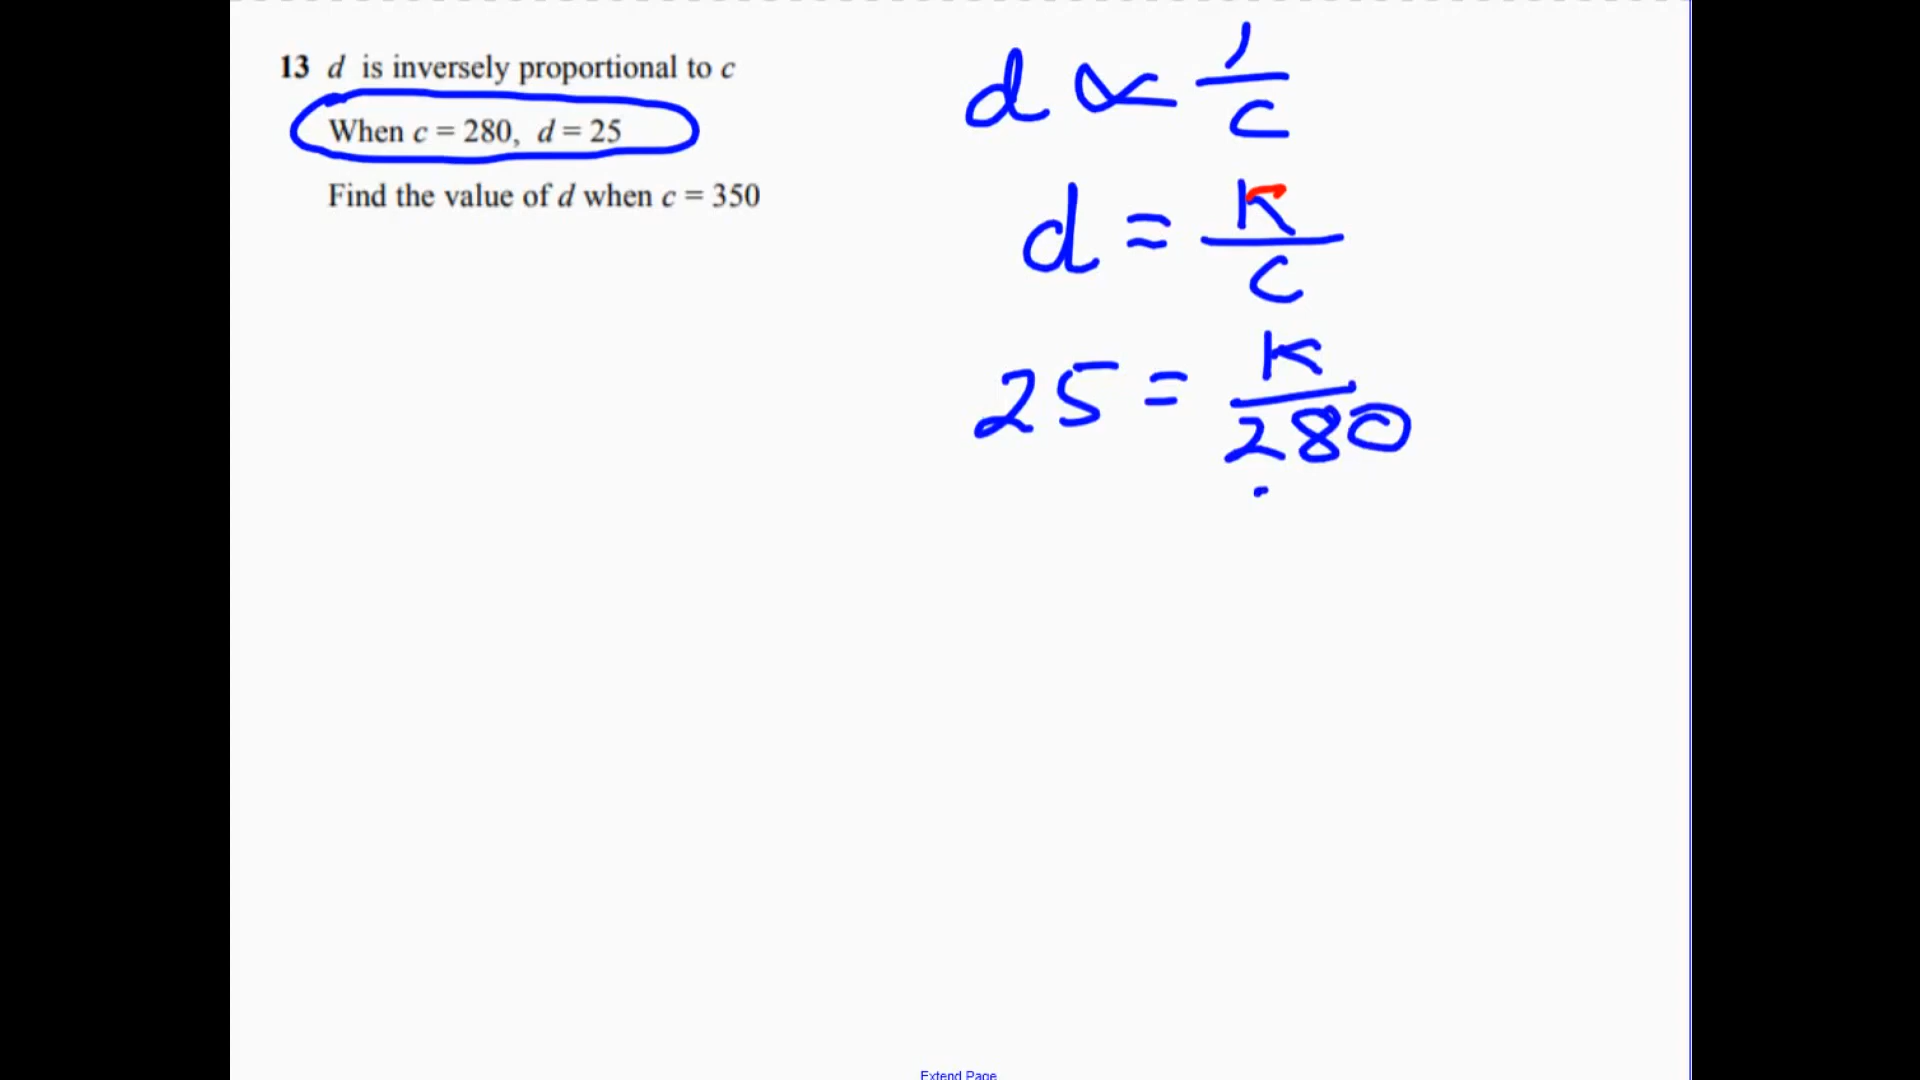 13 d is inversely proportional to c
When c = 280, d = 25
Find the value of d when c = 350
d ∝ 1/c
d = K/c
25 = K/280
Extend Page